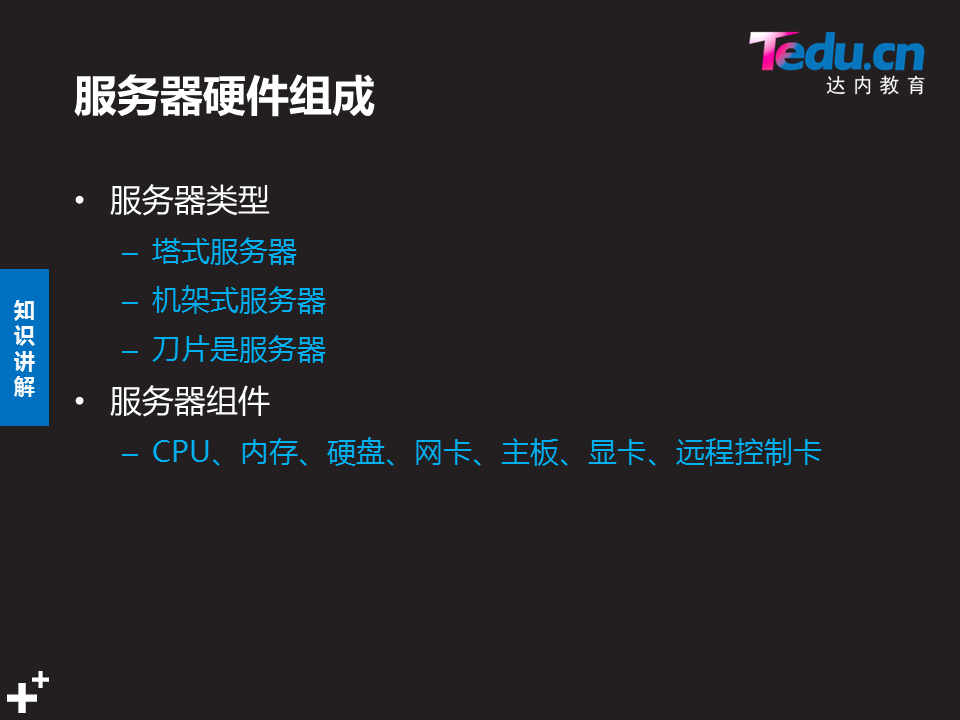 Tedu.cn
达内教育
服务器硬件组成
• 服务器类型
– 塔式服务器
– 机架式服务器
– 刀片是服务器
• 服务器组件
– CPU、内存、硬盘、网卡、主板、显卡、远程控制卡
知识讲解